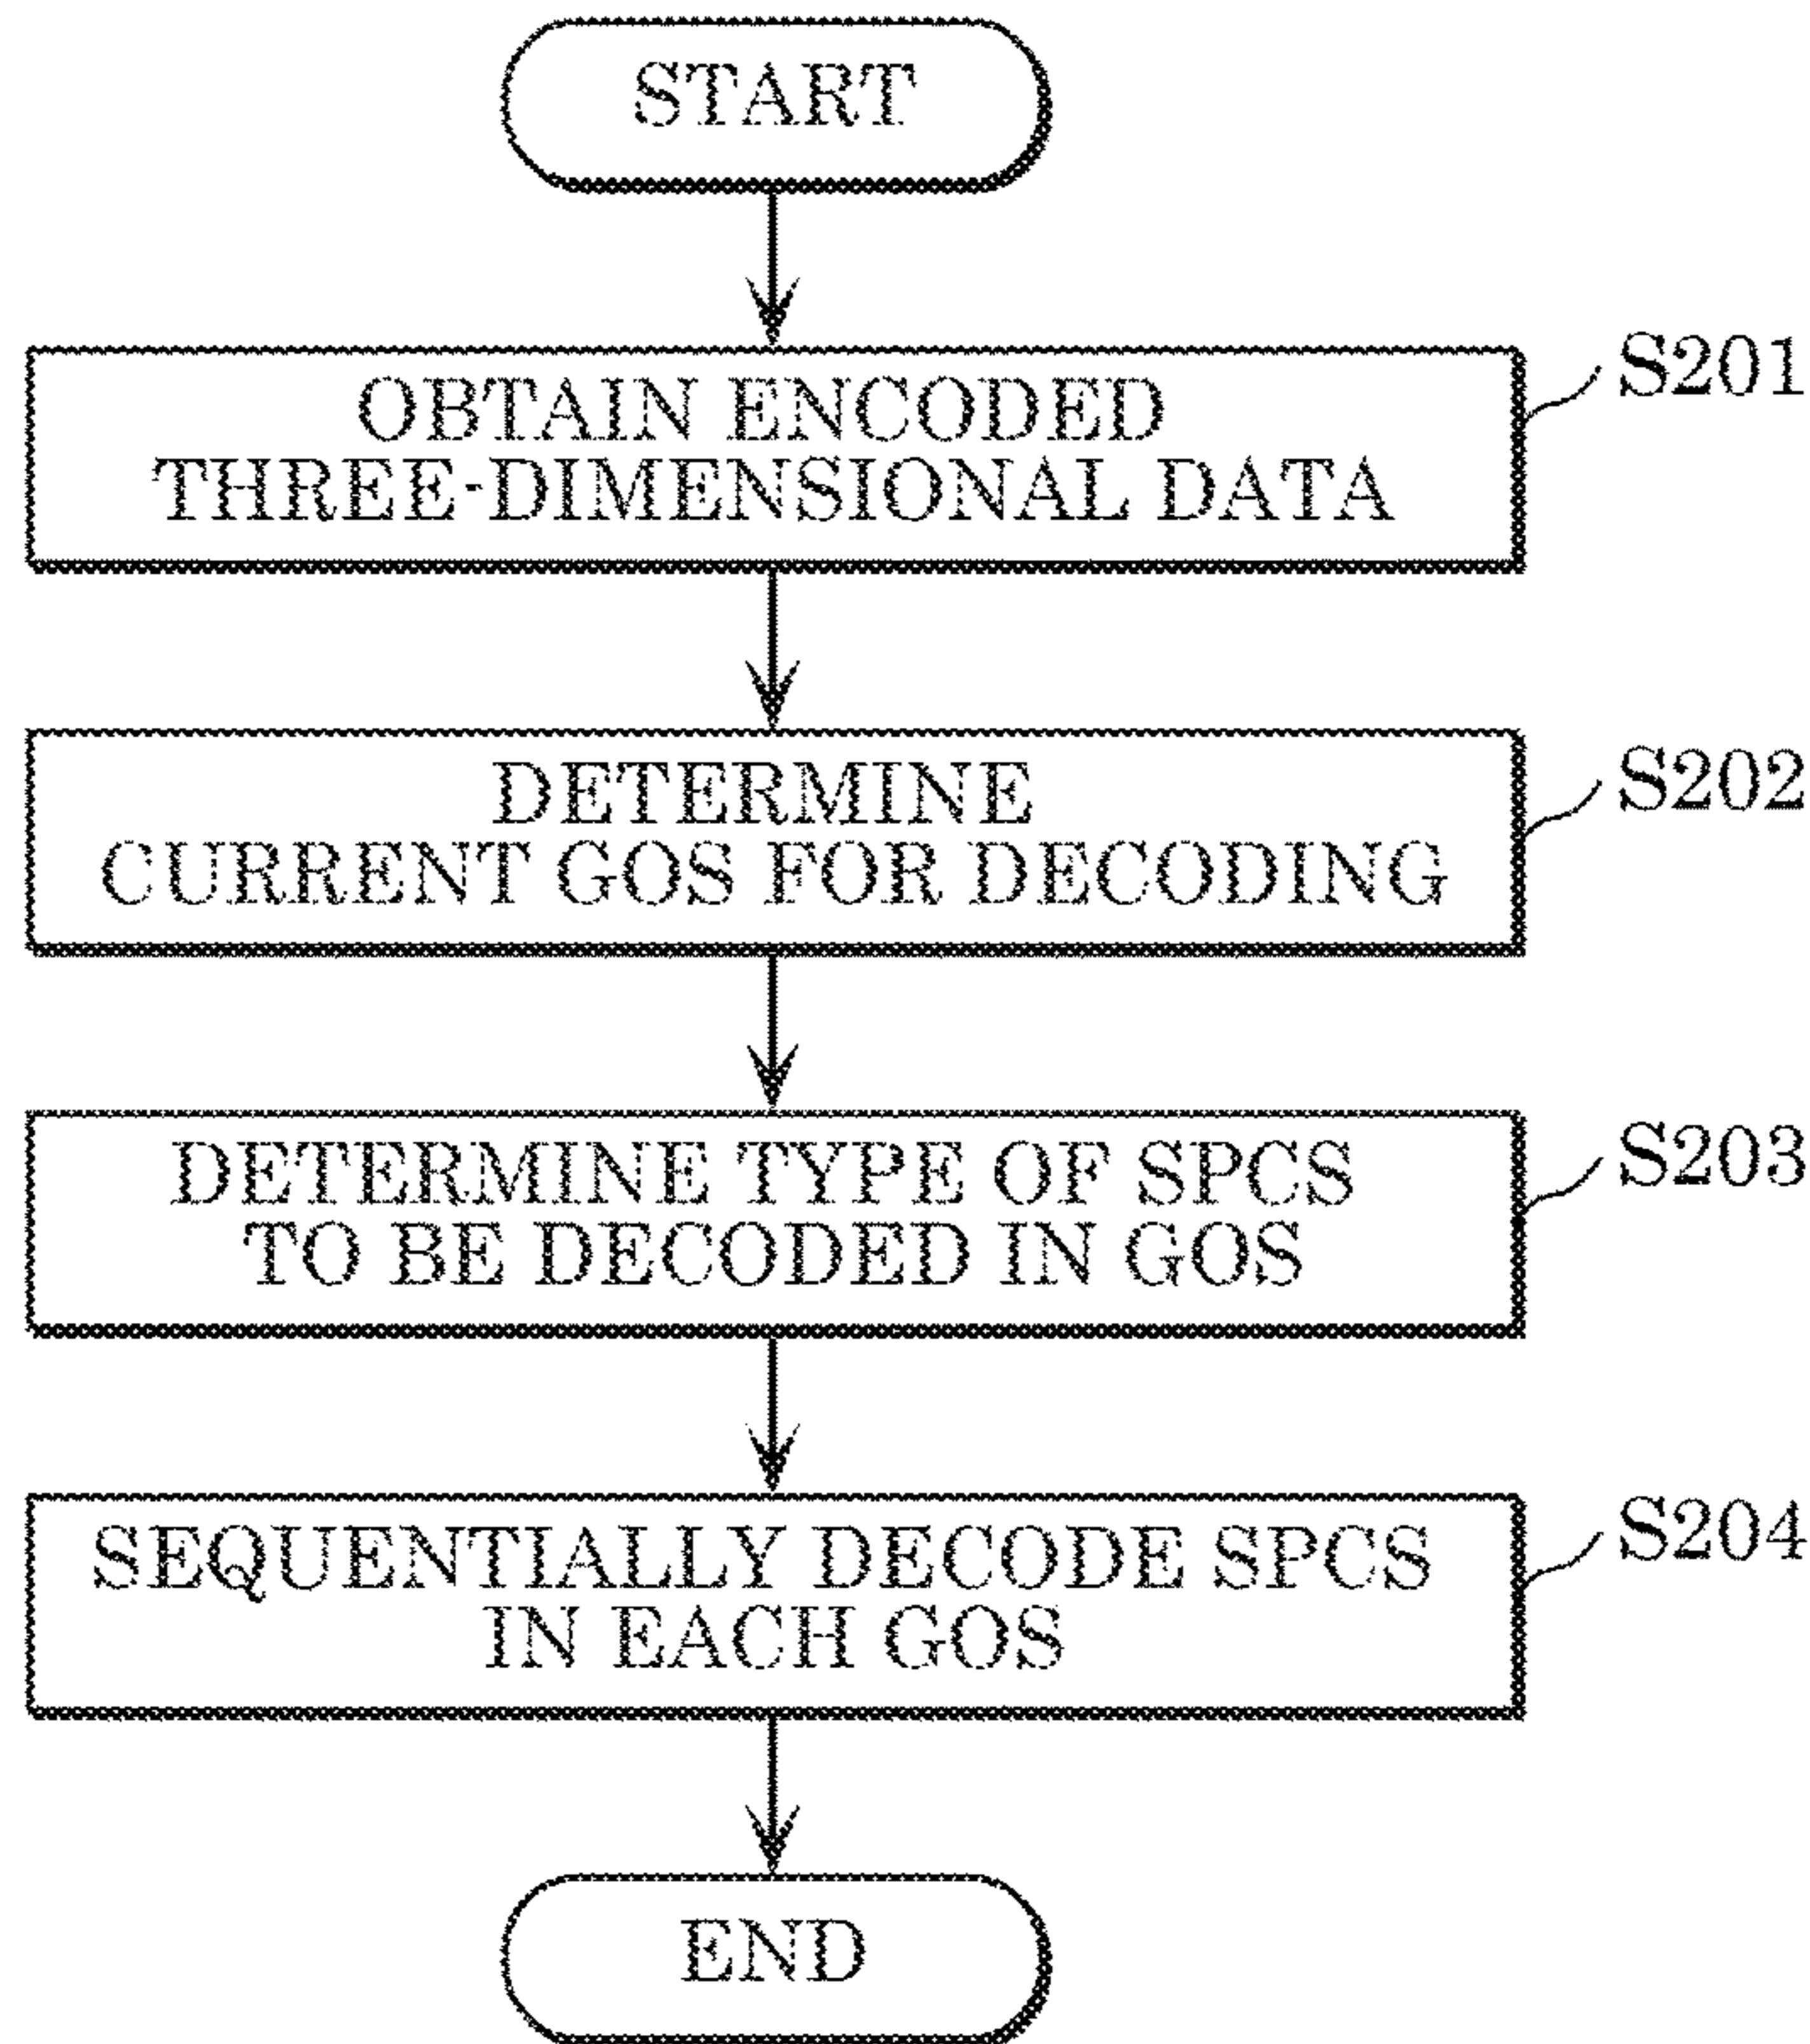 START
OBTAIN ENCODED
THREE-DIMENSIONAL DATA
S201
DETERMINE
CURRENT GOS FOR DECODING
S202
DETERMINE TYPE OF SPCS
TO BE DECODED IN GOS
S203
SEQUENTIALLY DECODE SPCS
IN EACH GOS
S204
END